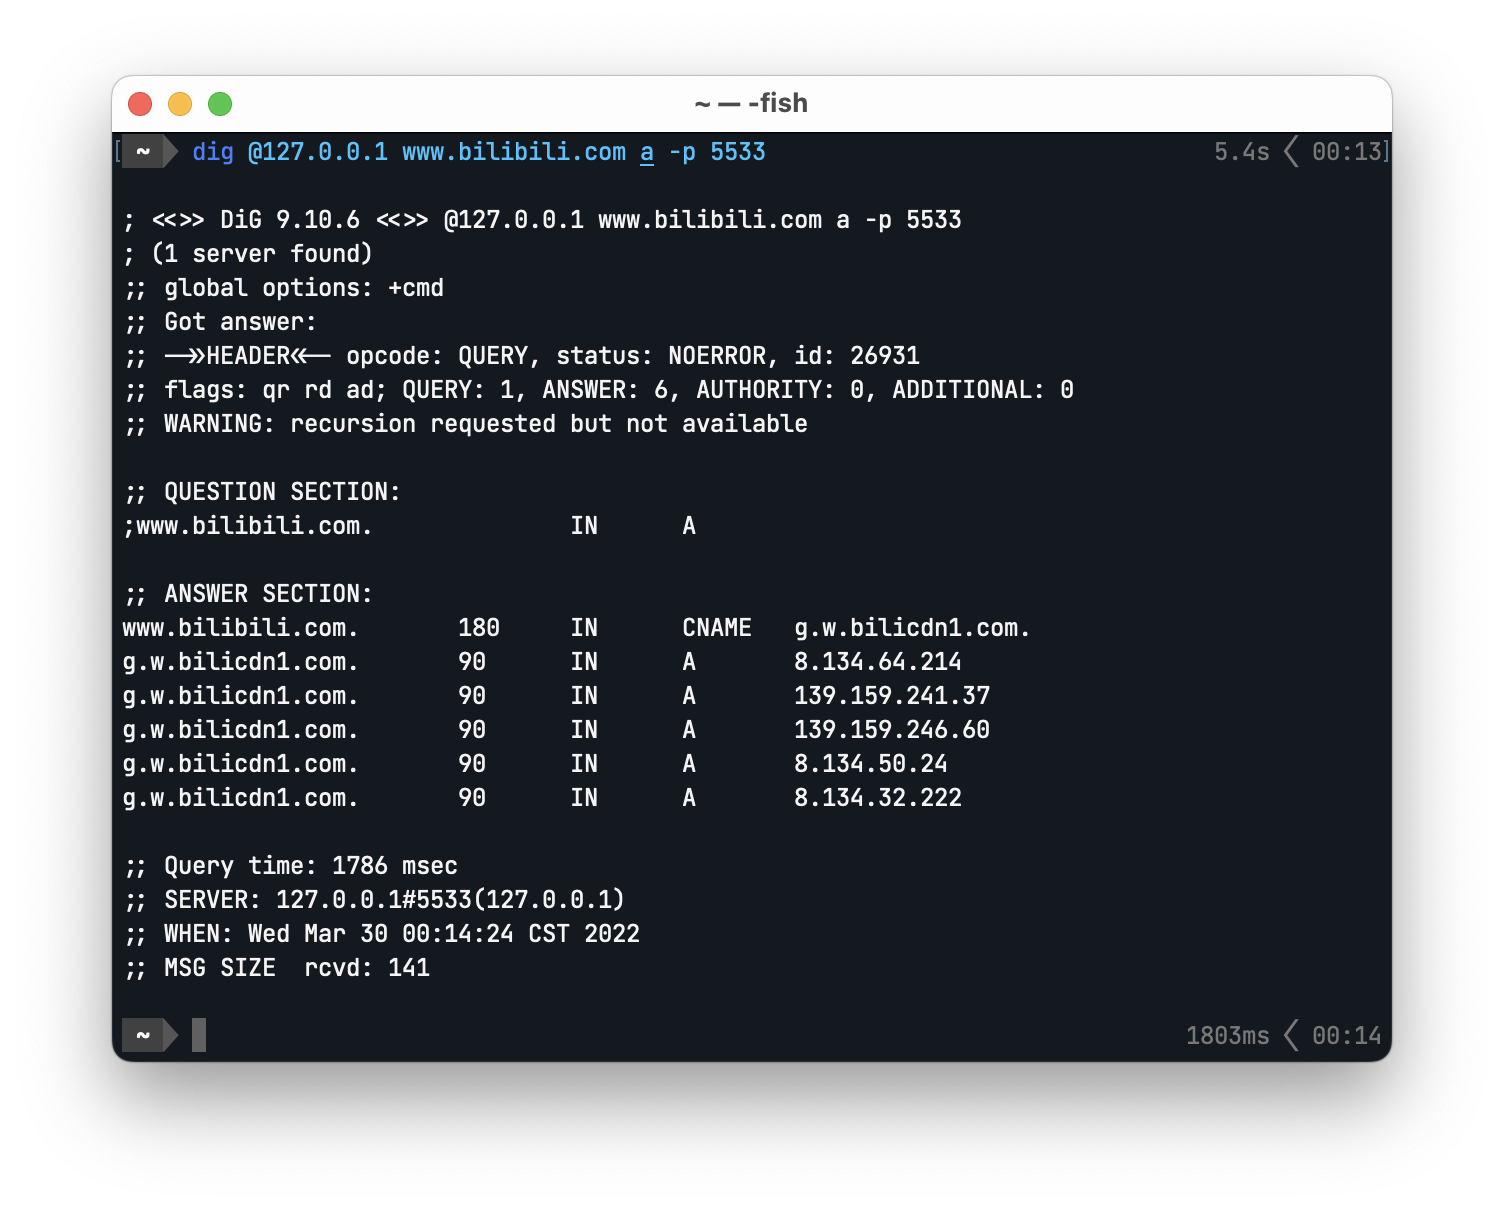 ~ — -fish
~ dig @127.0.0.1 www.bilibili.com a -p 5533 5.4s 00:13
; <<>> DiG 9.10.6 <<>> @127.0.0.1 www.bilibili.com a -p 5533
; (1 server found)
;; global options: +cmd
;; Got answer:
;; ->>HEADER<<- opcode: QUERY, status: NOERROR, id: 26931
;; flags: qr rd ad; QUERY: 1, ANSWER: 6, AUTHORITY: 0, ADDITIONAL: 0
;; WARNING: recursion requested but not available
;; QUESTION SECTION:
;www.bilibili.com. IN A
;; ANSWER SECTION:
www.bilibili.com. 180 IN CNAME g.w.bilicdn1.com.
g.w.bilicdn1.com. 90 IN A 8.134.64.214
g.w.bilicdn1.com. 90 IN A 139.159.241.37
g.w.bilicdn1.com. 90 IN A 139.159.246.60
g.w.bilicdn1.com. 90 IN A 8.134.50.24
g.w.bilicdn1.com. 90 IN A 8.134.32.222
;; Query time: 1786 msec
;; SERVER: 127.0.0.1#5533(127.0.0.1)
;; WHEN: Wed Mar 30 00:14:24 CST 2022
;; MSG SIZE  rcvd: 141
~ 1803ms 00:14